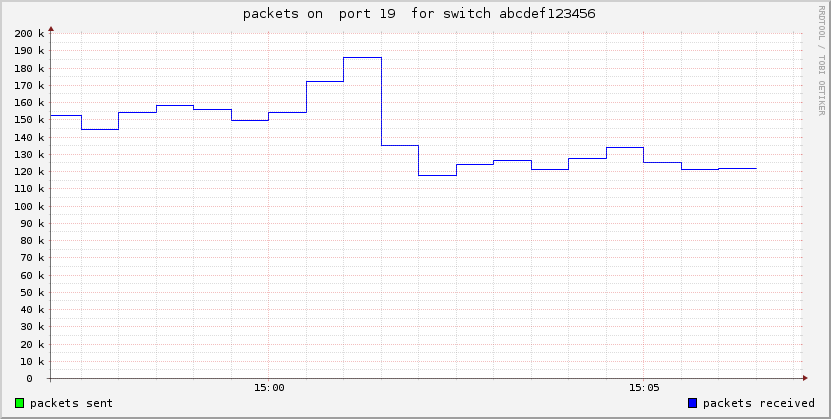 packets on  port 19  for switch abcdef123456
200 k
190 k
180 k
170 k
160 k
150 k
140 k
130 k
120 k
110 k
100 k
90 k
80 k
70 k
60 k
50 k
40 k
30 k
20 k
10 k
0
15:00 15:05
packets sent packets received
RRDTOOL / TOBI OETIKER